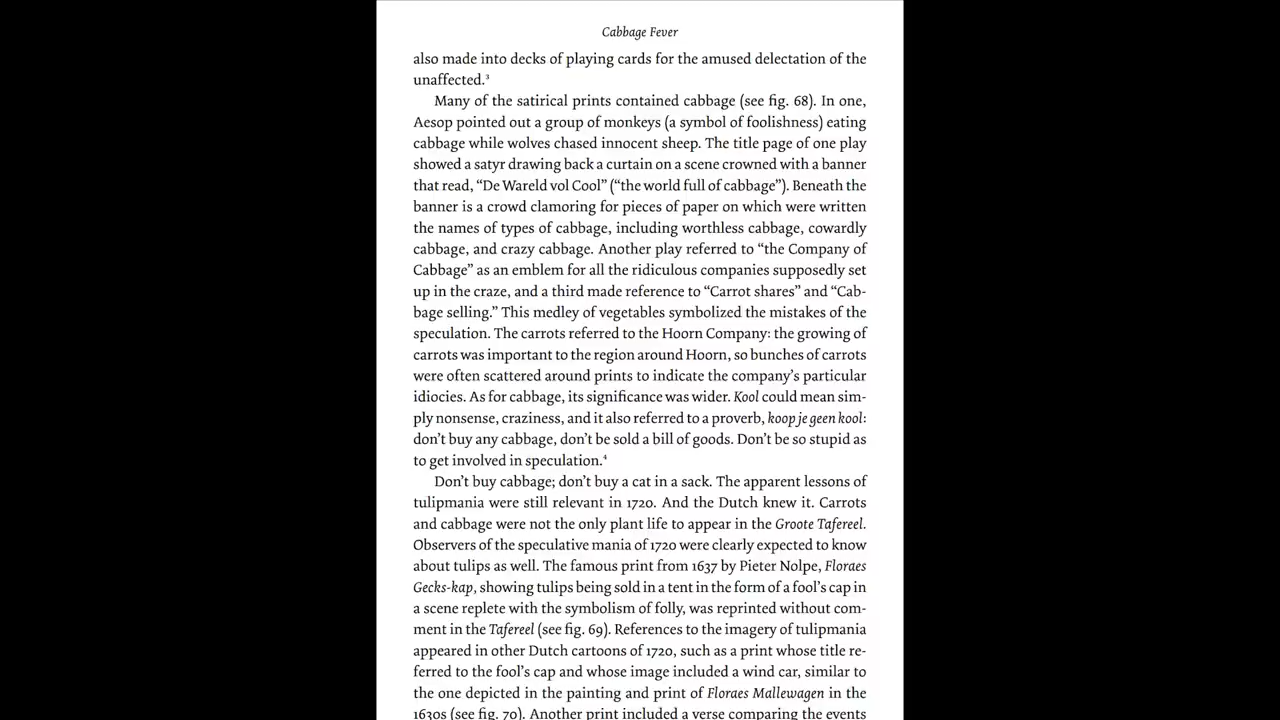 Cabbage Fever
also made into decks of playing cards for the amused delectation of the
unaffected.³
Many of the satirical prints contained cabbage (see fig. 68). In one,
Aesop pointed out a group of monkeys (a symbol of foolishness) eating
cabbage while wolves chased innocent sheep. The title page of one play
showed a satyr drawing back a curtain on a scene crowned with a banner
that read, “De Wareld vol Cool” (“the world full of cabbage”). Beneath the
banner is a crowd clamoring for pieces of paper on which were written
the names of types of cabbage, including worthless cabbage, cowardly
cabbage, and crazy cabbage. Another play referred to “the Company of
Cabbage” as an emblem for all the ridiculous companies supposedly set
up in the craze, and a third made reference to “Carrot shares” and “Cab-
bage selling.” This medley of vegetables symbolized the mistakes of the
speculation. The carrots referred to the Hoorn Company: the growing of
carrots was important to the region around Hoorn, so bunches of carrots
were often scattered around prints to indicate the company’s particular
idiocies. As for cabbage, its significance was wider. Kool could mean sim-
ply nonsense, craziness, and it also referred to a proverb, koop je geen kool:
don’t buy any cabbage, don’t be sold a bill of goods. Don’t be so stupid as
to get involved in speculation.⁴
Don’t buy cabbage; don’t buy a cat in a sack. The apparent lessons of
tulipmania were still relevant in 1720. And the Dutch knew it. Carrots
and cabbage were not the only plant life to appear in the Groote Tafereel.
Observers of the speculative mania of 1720 were clearly expected to know
about tulips as well. The famous print from 1637 by Pieter Nolpe, Floraes
Gecks-kap, showing tulips being sold in a tent in the form of a fool’s cap in
a scene replete with the symbolism of folly, was reprinted without com-
ment in the Tafereel (see fig. 69). References to the imagery of tulipmania
appeared in other Dutch cartoons of 1720, such as a print whose title re-
ferred to the fool’s cap and whose image included a wind car, similar to
the one depicted in the painting and print of Floraes Mallewagen in the
1630s (see fig. 70). Another print included a verse comparing the events